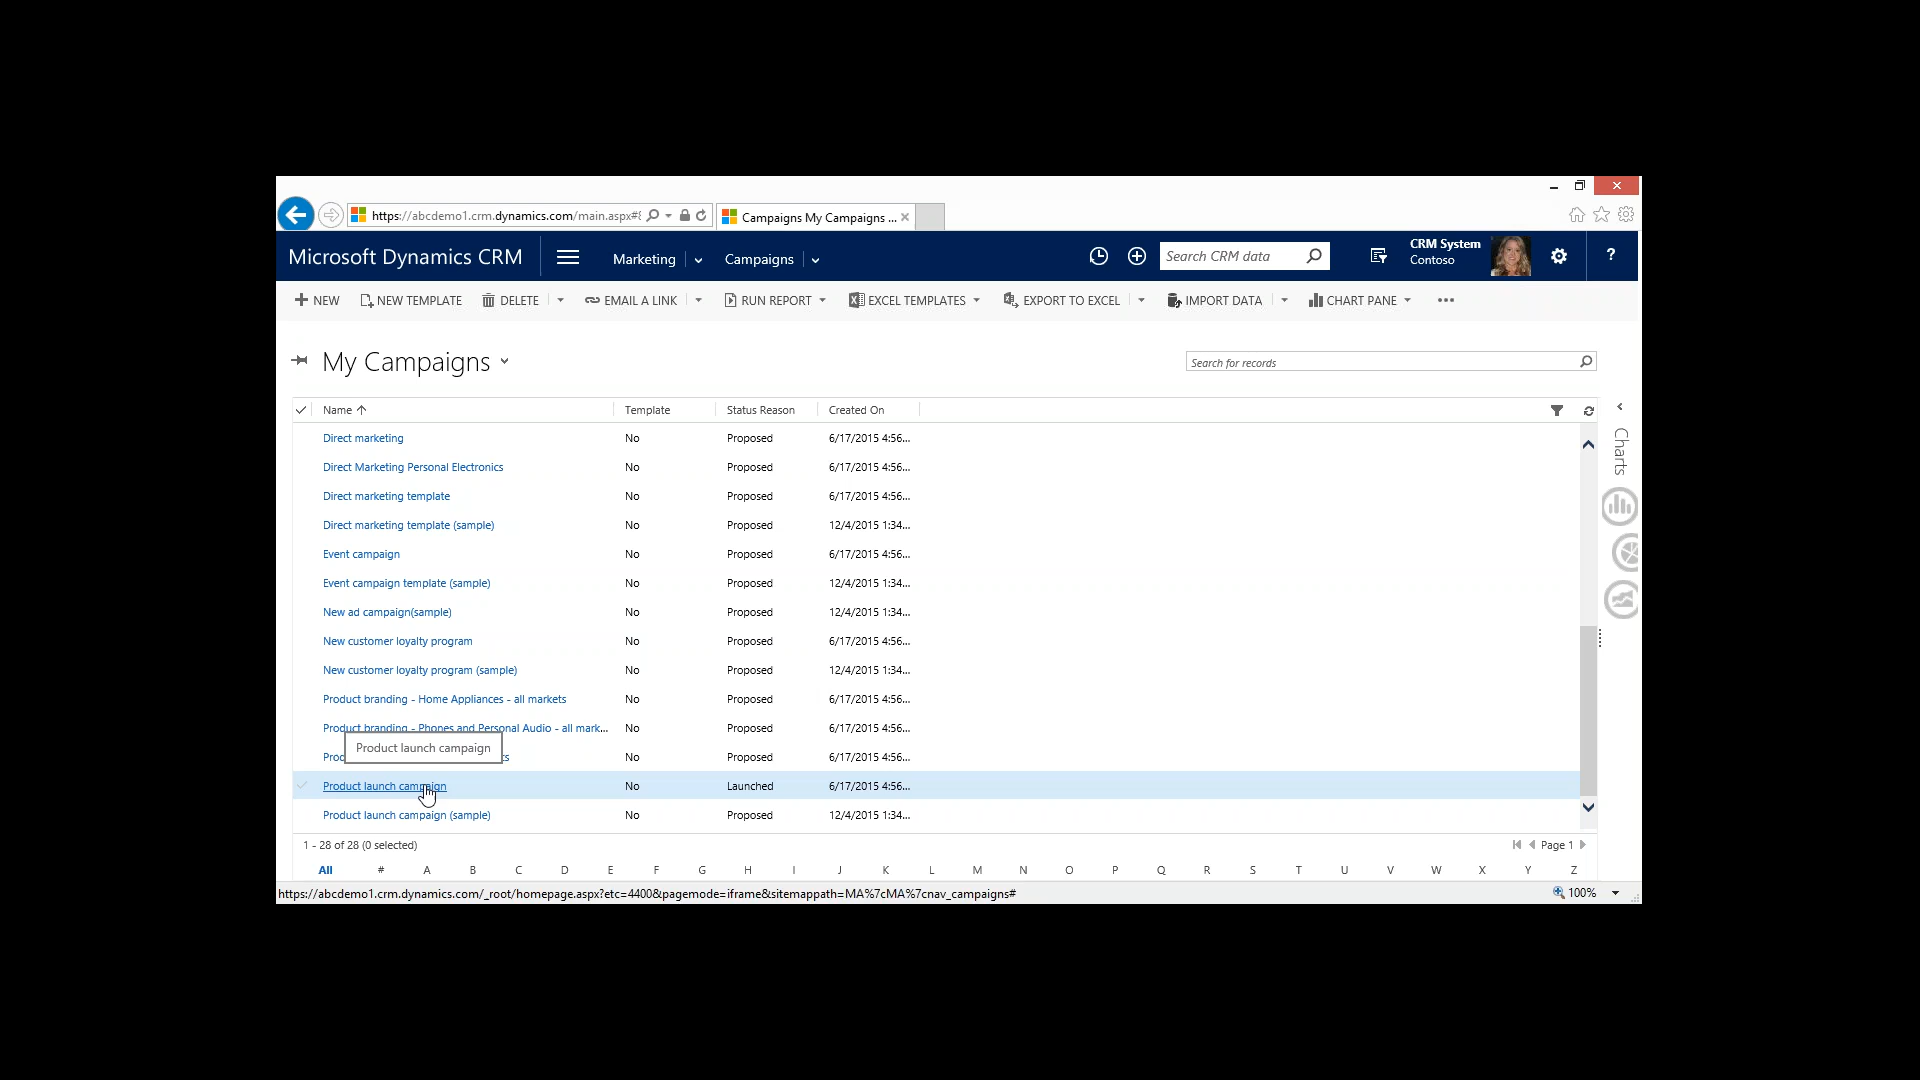 https://abcdemo1.crm.dynamics.com/main.aspx#
Campaigns My Campaigns ...
Microsoft Dynamics CRM
Marketing
Campaigns
Search CRM data
CRM System
Contoso
?
NEW
NEW TEMPLATE
DELETE
EMAIL A LINK
RUN REPORT
EXCEL TEMPLATES
EXPORT TO EXCEL
IMPORT DATA
CHART PANE
My Campaigns
Search for records
Name Template Status Reason Created On
Charts
Direct marketing No Proposed 6/17/2015 4:56...
Direct Marketing Personal Electronics No Proposed 6/17/2015 4:56...
Direct marketing template No Proposed 6/17/2015 4:56...
Direct marketing template (sample) No Proposed 12/4/2015 1:34...
Event campaign No Proposed 6/17/2015 4:56...
Event campaign template (sample) No Proposed 12/4/2015 1:34...
New ad campaign(sample) No Proposed 12/4/2015 1:34...
New customer loyalty program No Proposed 6/17/2015 4:56...
New customer loyalty program (sample) No Proposed 12/4/2015 1:34...
Product branding - Home Appliances - all markets No Proposed 6/17/2015 4:56...
Product branding - Phones and Personal Audio - all mark... No Proposed 6/17/2015 4:56...
Product launch campaign
No Proposed 6/17/2015 4:56...
Product launch campaign No Launched 6/17/2015 4:56...
Product launch campaign (sample) No Proposed 12/4/2015 1:34...
1 - 28 of 28 (0 selected)
Page 1
All # A B C D E F G H I J K L M N O P Q R S T U V W X Y Z
https://abcdemo1.crm.dynamics.com/_root/homepage.aspx?etc=4400&pagemode=iframe&sitemappath=MA%7cMA%7cnav_campaigns#
100%